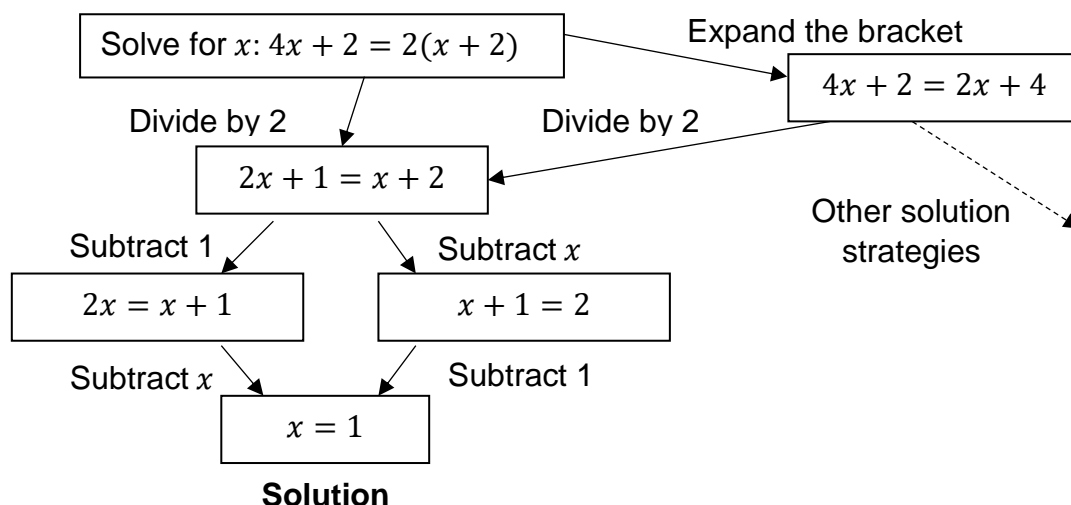 Solve for 𝑥: 4𝑥 + 2 = 2(𝑥 + 2)
Expand the bracket
4𝑥 + 2 = 2𝑥 + 4
Divide by 2
Divide by 2
2𝑥 + 1 = 𝑥 + 2
Other solution
strategies
Subtract 1
Subtract 𝑥
2𝑥 = 𝑥 + 1
𝑥 + 1 = 2
Subtract 𝑥
Subtract 1
𝑥 = 1
Solution